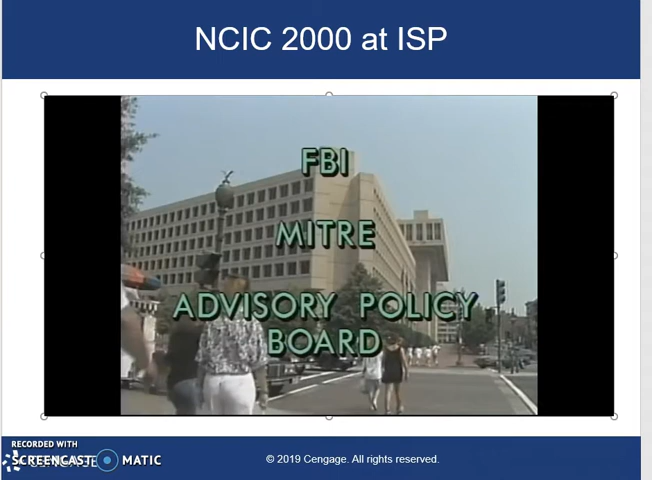 NCIC 2000 at ISP
FBI
MITRE
ADVISORY POLICY
BOARD
RECORDED WITH
SCREENCAST MATIC
© 2019 Cengage. All rights reserved.